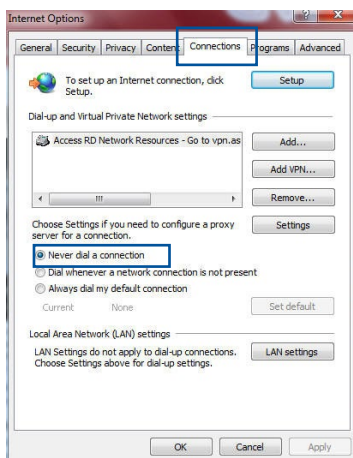 Internet Options
General Security Privacy Content Connections Programs Advanced
To set up an Internet connection, click
Setup.
Setup
Dial-up and Virtual Private Network settings
Access RD Network Resources - Go to vpn.as
Add...
Add VPN...
Remove...
Choose Settings if you need to configure a proxy
server for a connection.
Settings
Never dial a connection
Dial whenever a network connection is not present
Always dial my default connection
Current None
Set default
Local Area Network (LAN) settings
LAN Settings do not apply to dial-up connections.
Choose Settings above for dial-up settings.
LAN settings
OK Cancel Apply